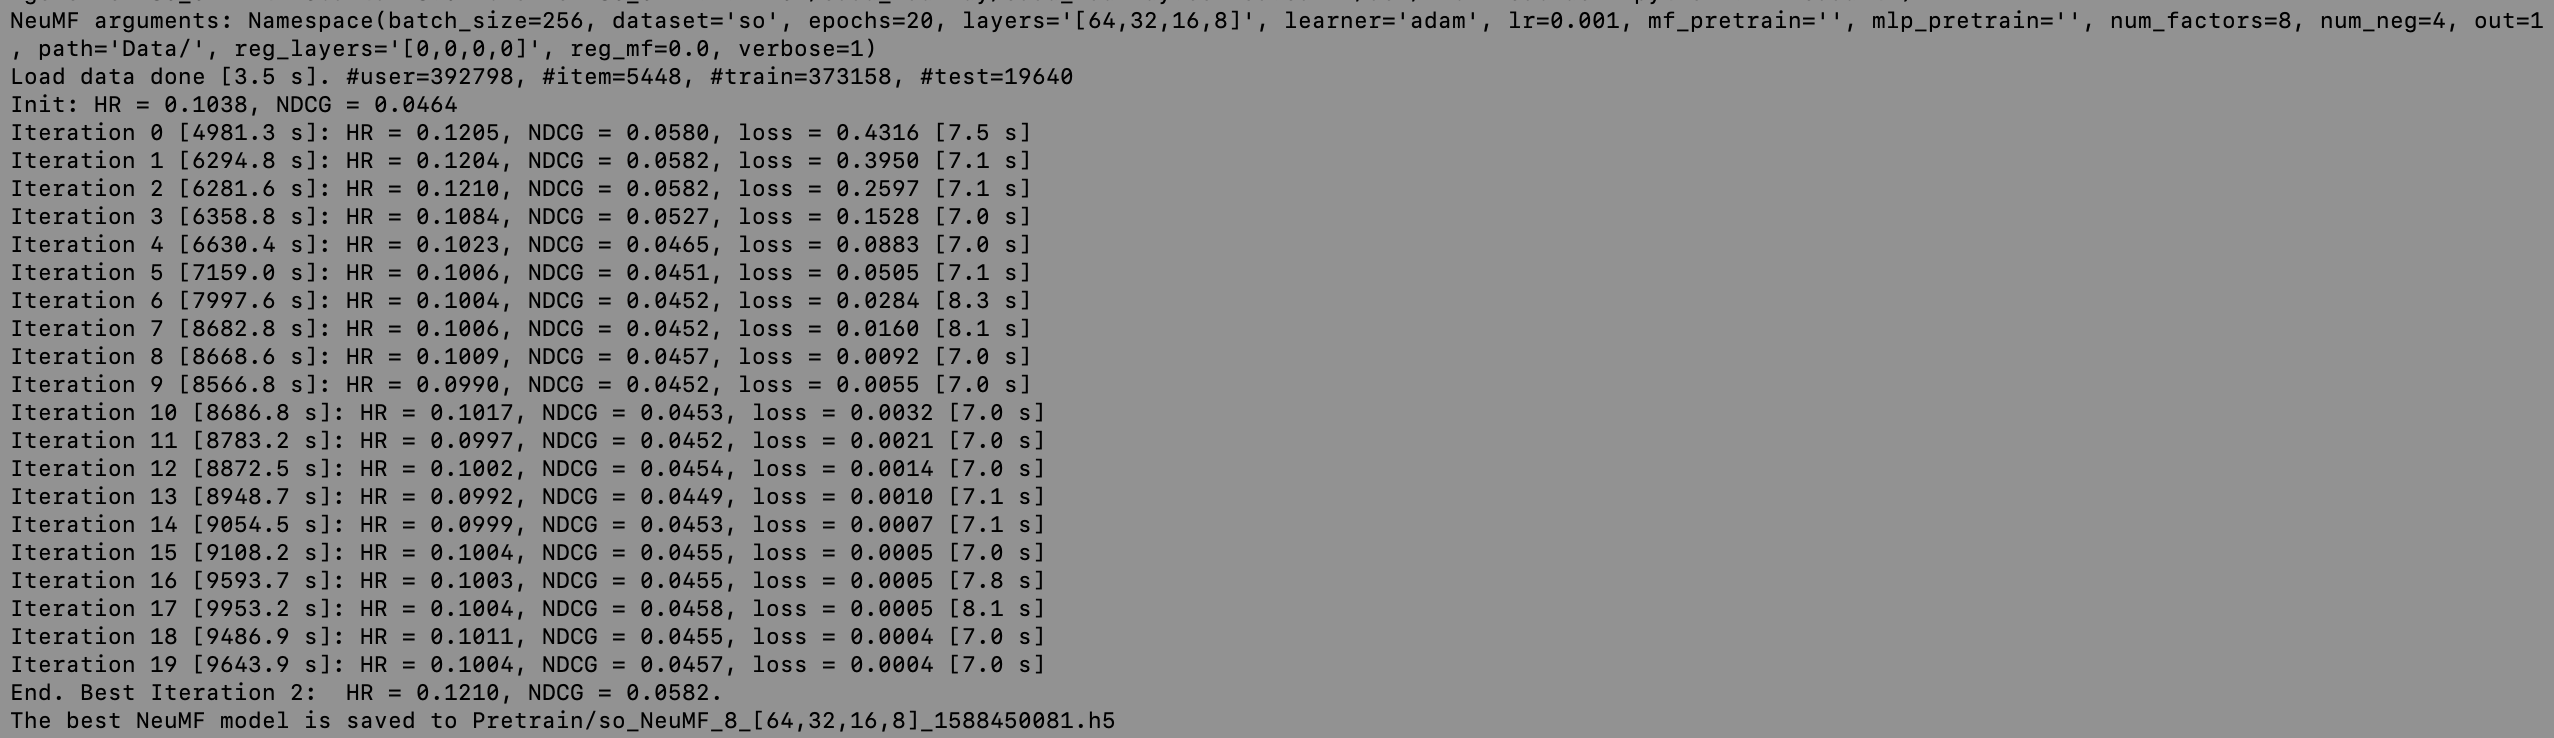 NeuMF arguments: Namespace(batch_size=256, dataset='so', epochs=20, layers='[64,32,16,8]', learner='adam', lr=0.001, mf_pretrain='', mlp_pretrain='', num_factors=8, num_neg=4, out=1
, path='Data/', reg_layers='[0,0,0,0]', reg_mf=0.0, verbose=1)
Load data done [3.5 s]. #user=392798, #item=5448, #train=373158, #test=19640
Init: HR = 0.1038, NDCG = 0.0464
Iteration 0 [4981.3 s]: HR = 0.1205, NDCG = 0.0580, loss = 0.4316 [7.5 s]
Iteration 1 [6294.8 s]: HR = 0.1204, NDCG = 0.0582, loss = 0.3950 [7.1 s]
Iteration 2 [6281.6 s]: HR = 0.1210, NDCG = 0.0582, loss = 0.2597 [7.1 s]
Iteration 3 [6358.8 s]: HR = 0.1084, NDCG = 0.0527, loss = 0.1528 [7.0 s]
Iteration 4 [6630.4 s]: HR = 0.1023, NDCG = 0.0465, loss = 0.0883 [7.0 s]
Iteration 5 [7159.0 s]: HR = 0.1006, NDCG = 0.0451, loss = 0.0505 [7.1 s]
Iteration 6 [7997.6 s]: HR = 0.1004, NDCG = 0.0452, loss = 0.0284 [8.3 s]
Iteration 7 [8682.8 s]: HR = 0.1006, NDCG = 0.0452, loss = 0.0160 [8.1 s]
Iteration 8 [8668.6 s]: HR = 0.1009, NDCG = 0.0457, loss = 0.0092 [7.0 s]
Iteration 9 [8566.8 s]: HR = 0.0990, NDCG = 0.0452, loss = 0.0055 [7.0 s]
Iteration 10 [8686.8 s]: HR = 0.1017, NDCG = 0.0453, loss = 0.0032 [7.0 s]
Iteration 11 [8783.2 s]: HR = 0.0997, NDCG = 0.0452, loss = 0.0021 [7.0 s]
Iteration 12 [8872.5 s]: HR = 0.1002, NDCG = 0.0454, loss = 0.0014 [7.0 s]
Iteration 13 [8948.7 s]: HR = 0.0992, NDCG = 0.0449, loss = 0.0010 [7.1 s]
Iteration 14 [9054.5 s]: HR = 0.0999, NDCG = 0.0453, loss = 0.0007 [7.1 s]
Iteration 15 [9108.2 s]: HR = 0.1004, NDCG = 0.0455, loss = 0.0005 [7.0 s]
Iteration 16 [9593.7 s]: HR = 0.1003, NDCG = 0.0455, loss = 0.0005 [7.8 s]
Iteration 17 [9953.2 s]: HR = 0.1004, NDCG = 0.0458, loss = 0.0005 [8.1 s]
Iteration 18 [9486.9 s]: HR = 0.1011, NDCG = 0.0455, loss = 0.0004 [7.0 s]
Iteration 19 [9643.9 s]: HR = 0.1004, NDCG = 0.0457, loss = 0.0004 [7.0 s]
End. Best Iteration 2:  HR = 0.1210, NDCG = 0.0582.
The best NeuMF model is saved to Pretrain/so_NeuMF_8_[64,32,16,8]_1588450081.h5